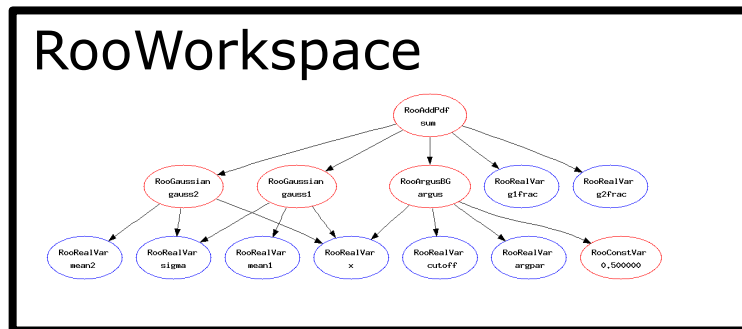 RooWorkspace
RooAddPdf
sum
RooGaussian
gauss2
RooGaussian
gauss1
RooArgusBG
argus
RooRealVar
g1frac
RooRealVar
g2frac
RooRealVar
mean2
RooRealVar
sigma
RooRealVar
mean1
RooRealVar
x
RooRealVar
cutoff
RooRealVar
argpar
RooConstVar
0.500000